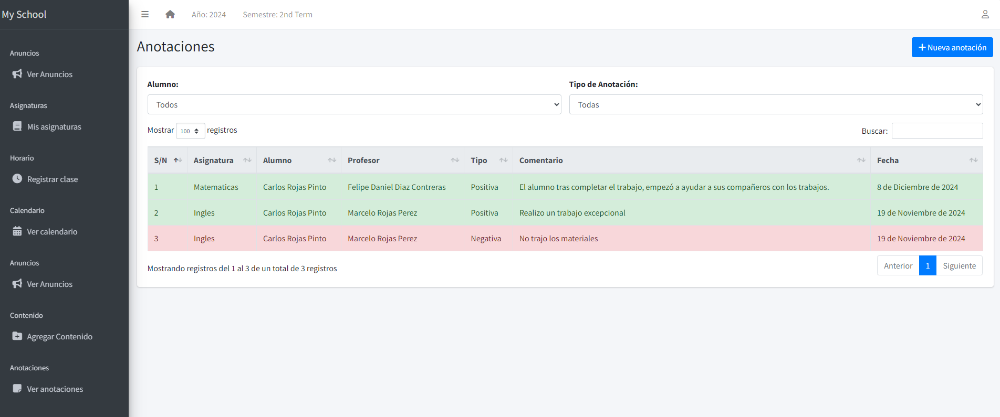 My School
Año: 2024 Semestre: 2nd Term
Anuncios
Ver Anuncios
Asignaturas
Mis asignaturas
Horario
Registrar clase
Calendario
Ver calendario
Anuncios
Ver Anuncios
Contenido
Agregar Contenido
Anotaciones
Ver anotaciones
Anotaciones
Nueva anotación
Alumno: Tipo de Anotación:
Todos Todas
Mostrar 100 registros Buscar:
S/N Asignatura Alumno Profesor Tipo Comentario Fecha
1 Matematicas Carlos Rojas Pinto Felipe Daniel Diaz Contreras Positiva El alumno tras completar el trabajo, empezó a ayudar a sus compañeros con los trabajos. 8 de Diciembre de 2024
2 Ingles Carlos Rojas Pinto Marcelo Rojas Perez Positiva Realizo un trabajo excepcional 19 de Noviembre de 2024
3 Ingles Carlos Rojas Pinto Marcelo Rojas Perez Negativa No trajo los materiales 19 de Noviembre de 2024
Mostrando registros del 1 al 3 de un total de 3 registros
Anterior 1 Siguiente